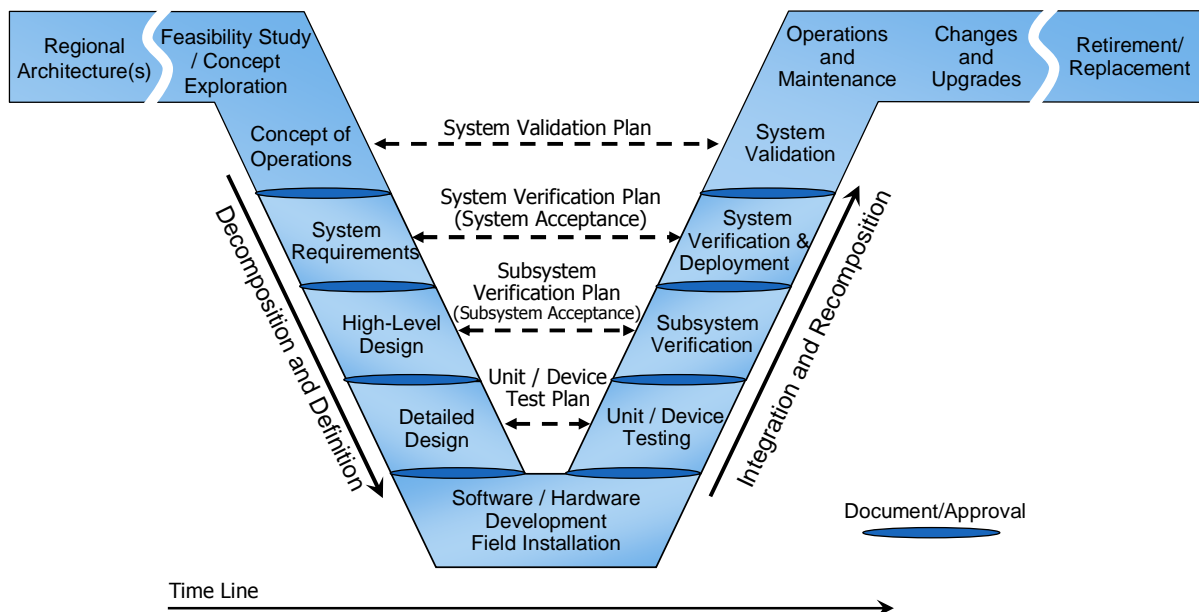 Regional
Architecture(s)
Feasibility Study
/ Concept
Exploration
Operations
and
Maintenance
Changes
and
Upgrades
Retirement/
Replacement
Concept of
Operations
System Validation Plan
System
Validation
System
Requirements
System Verification Plan
(System Acceptance)
System
Verification &
Deployment
High-Level
Design
Subsystem
Verification Plan
(Subsystem Acceptance)
Subsystem
Verification
Detailed
Design
Unit / Device
Test Plan
Unit / Device
Testing
Software / Hardware
Development
Field Installation
Decomposition and Definition
Integration and Recomposition
Document/Approval
Time Line